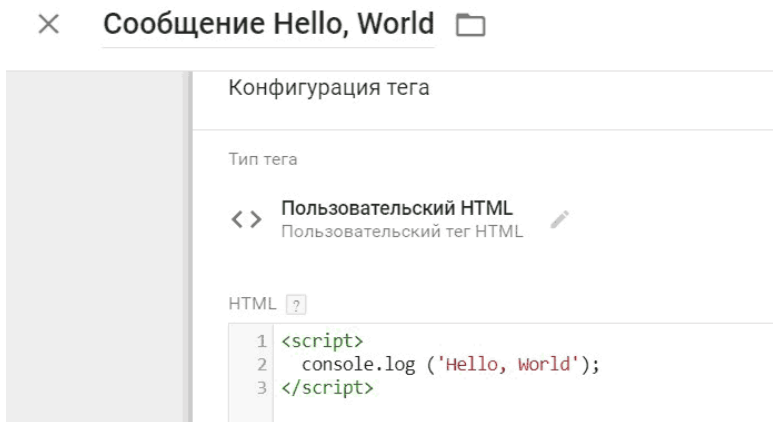 Сообщение Hello, World
Конфигурация тега
Тип тега
Пользовательский HTML
Пользовательский тег HTML
HTML ?
1 <script>
2 console.log ('Hello, World');
3 </script>